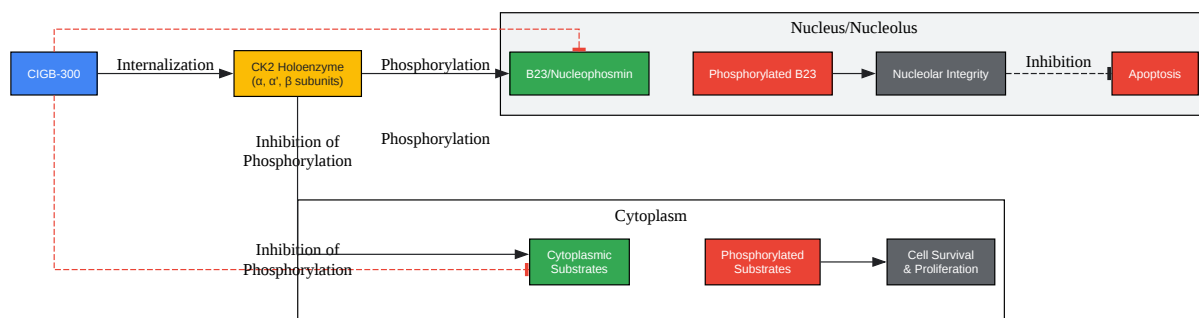 Nucleus/Nucleolus
CIGB-300
Internalization
CK2 Holoenzyme
(α, α', β subunits)
Phosphorylation
B23/Nucleophosmin
Phosphorylated B23
Nucleolar Integrity
Inhibition
Apoptosis
Inhibition of
Phosphorylation
Phosphorylation
Cytoplasm
Inhibition of
Phosphorylation
Cytoplasmic
Substrates
Phosphorylated
Substrates
Cell Survival
& Proliferation